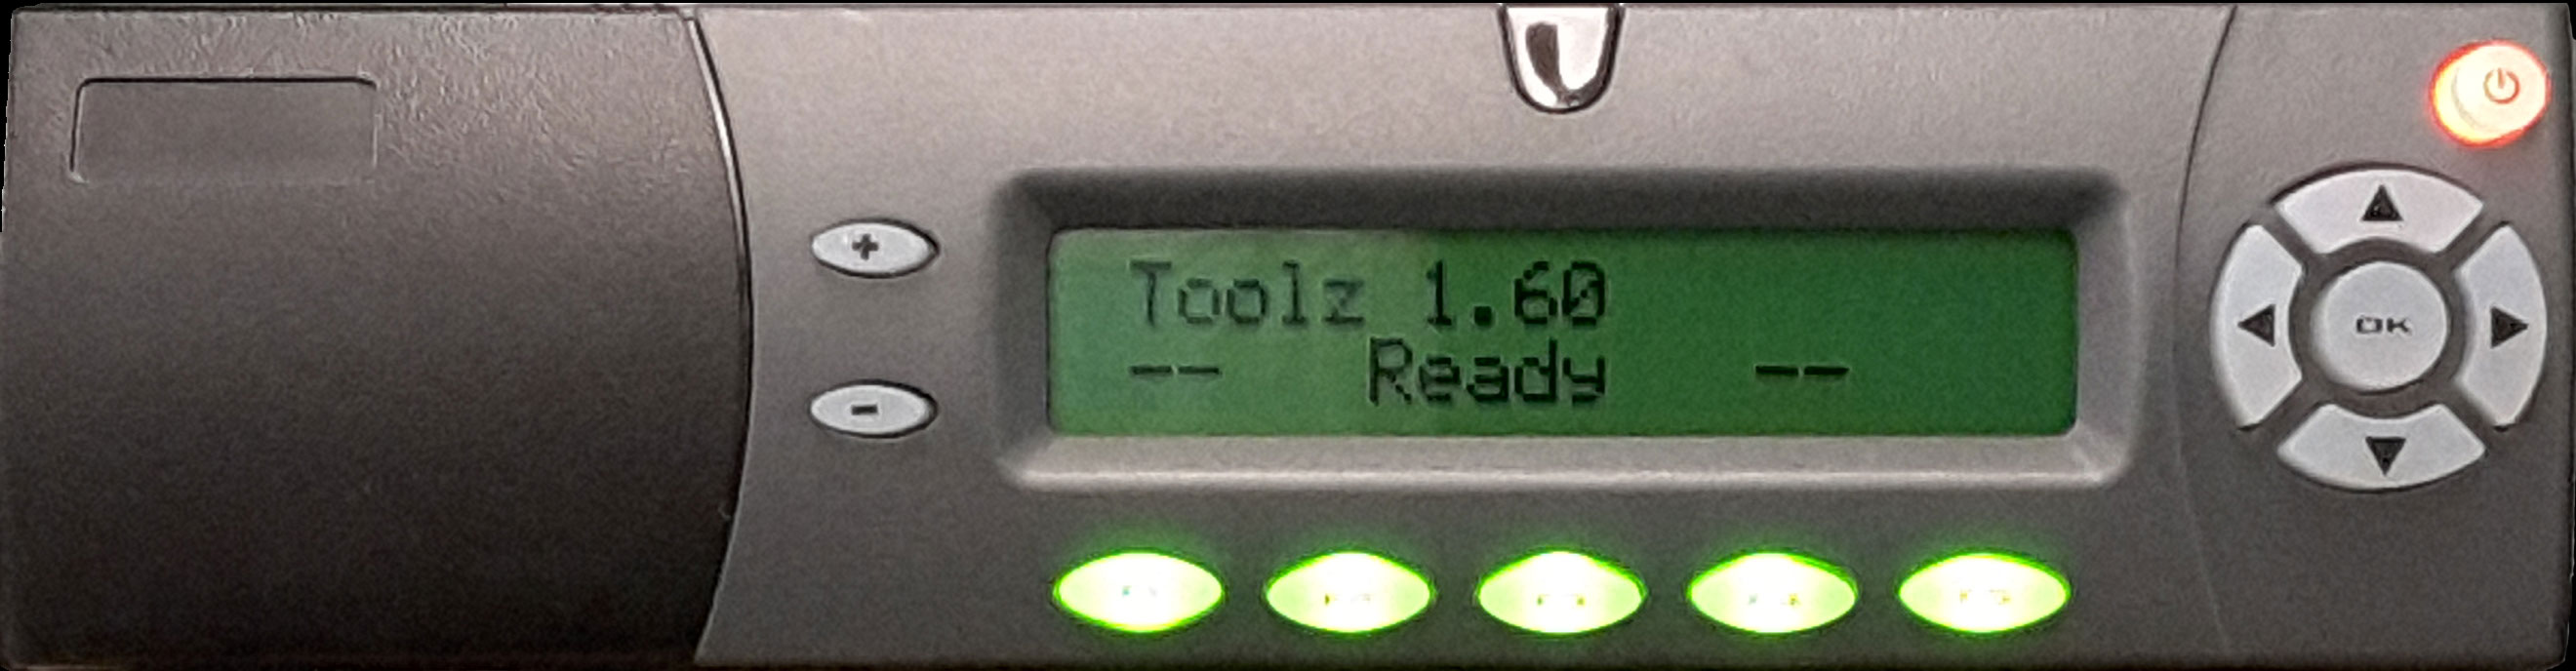 Toolz 1.60
-- Ready --
+
-
OK